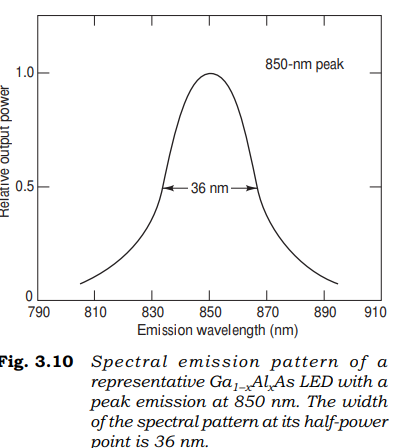 850-nm peak
1.0
Relative output power
0.5
36 nm
0
790 810 830 850 870 890 910
Emission wavelength (nm)
Fig. 3.10 Spectral emission pattern of a
representative Ga1–xAlxAs LED with a
peak emission at 850 nm. The width
of the spectral pattern at its half-power
point is 36 nm.